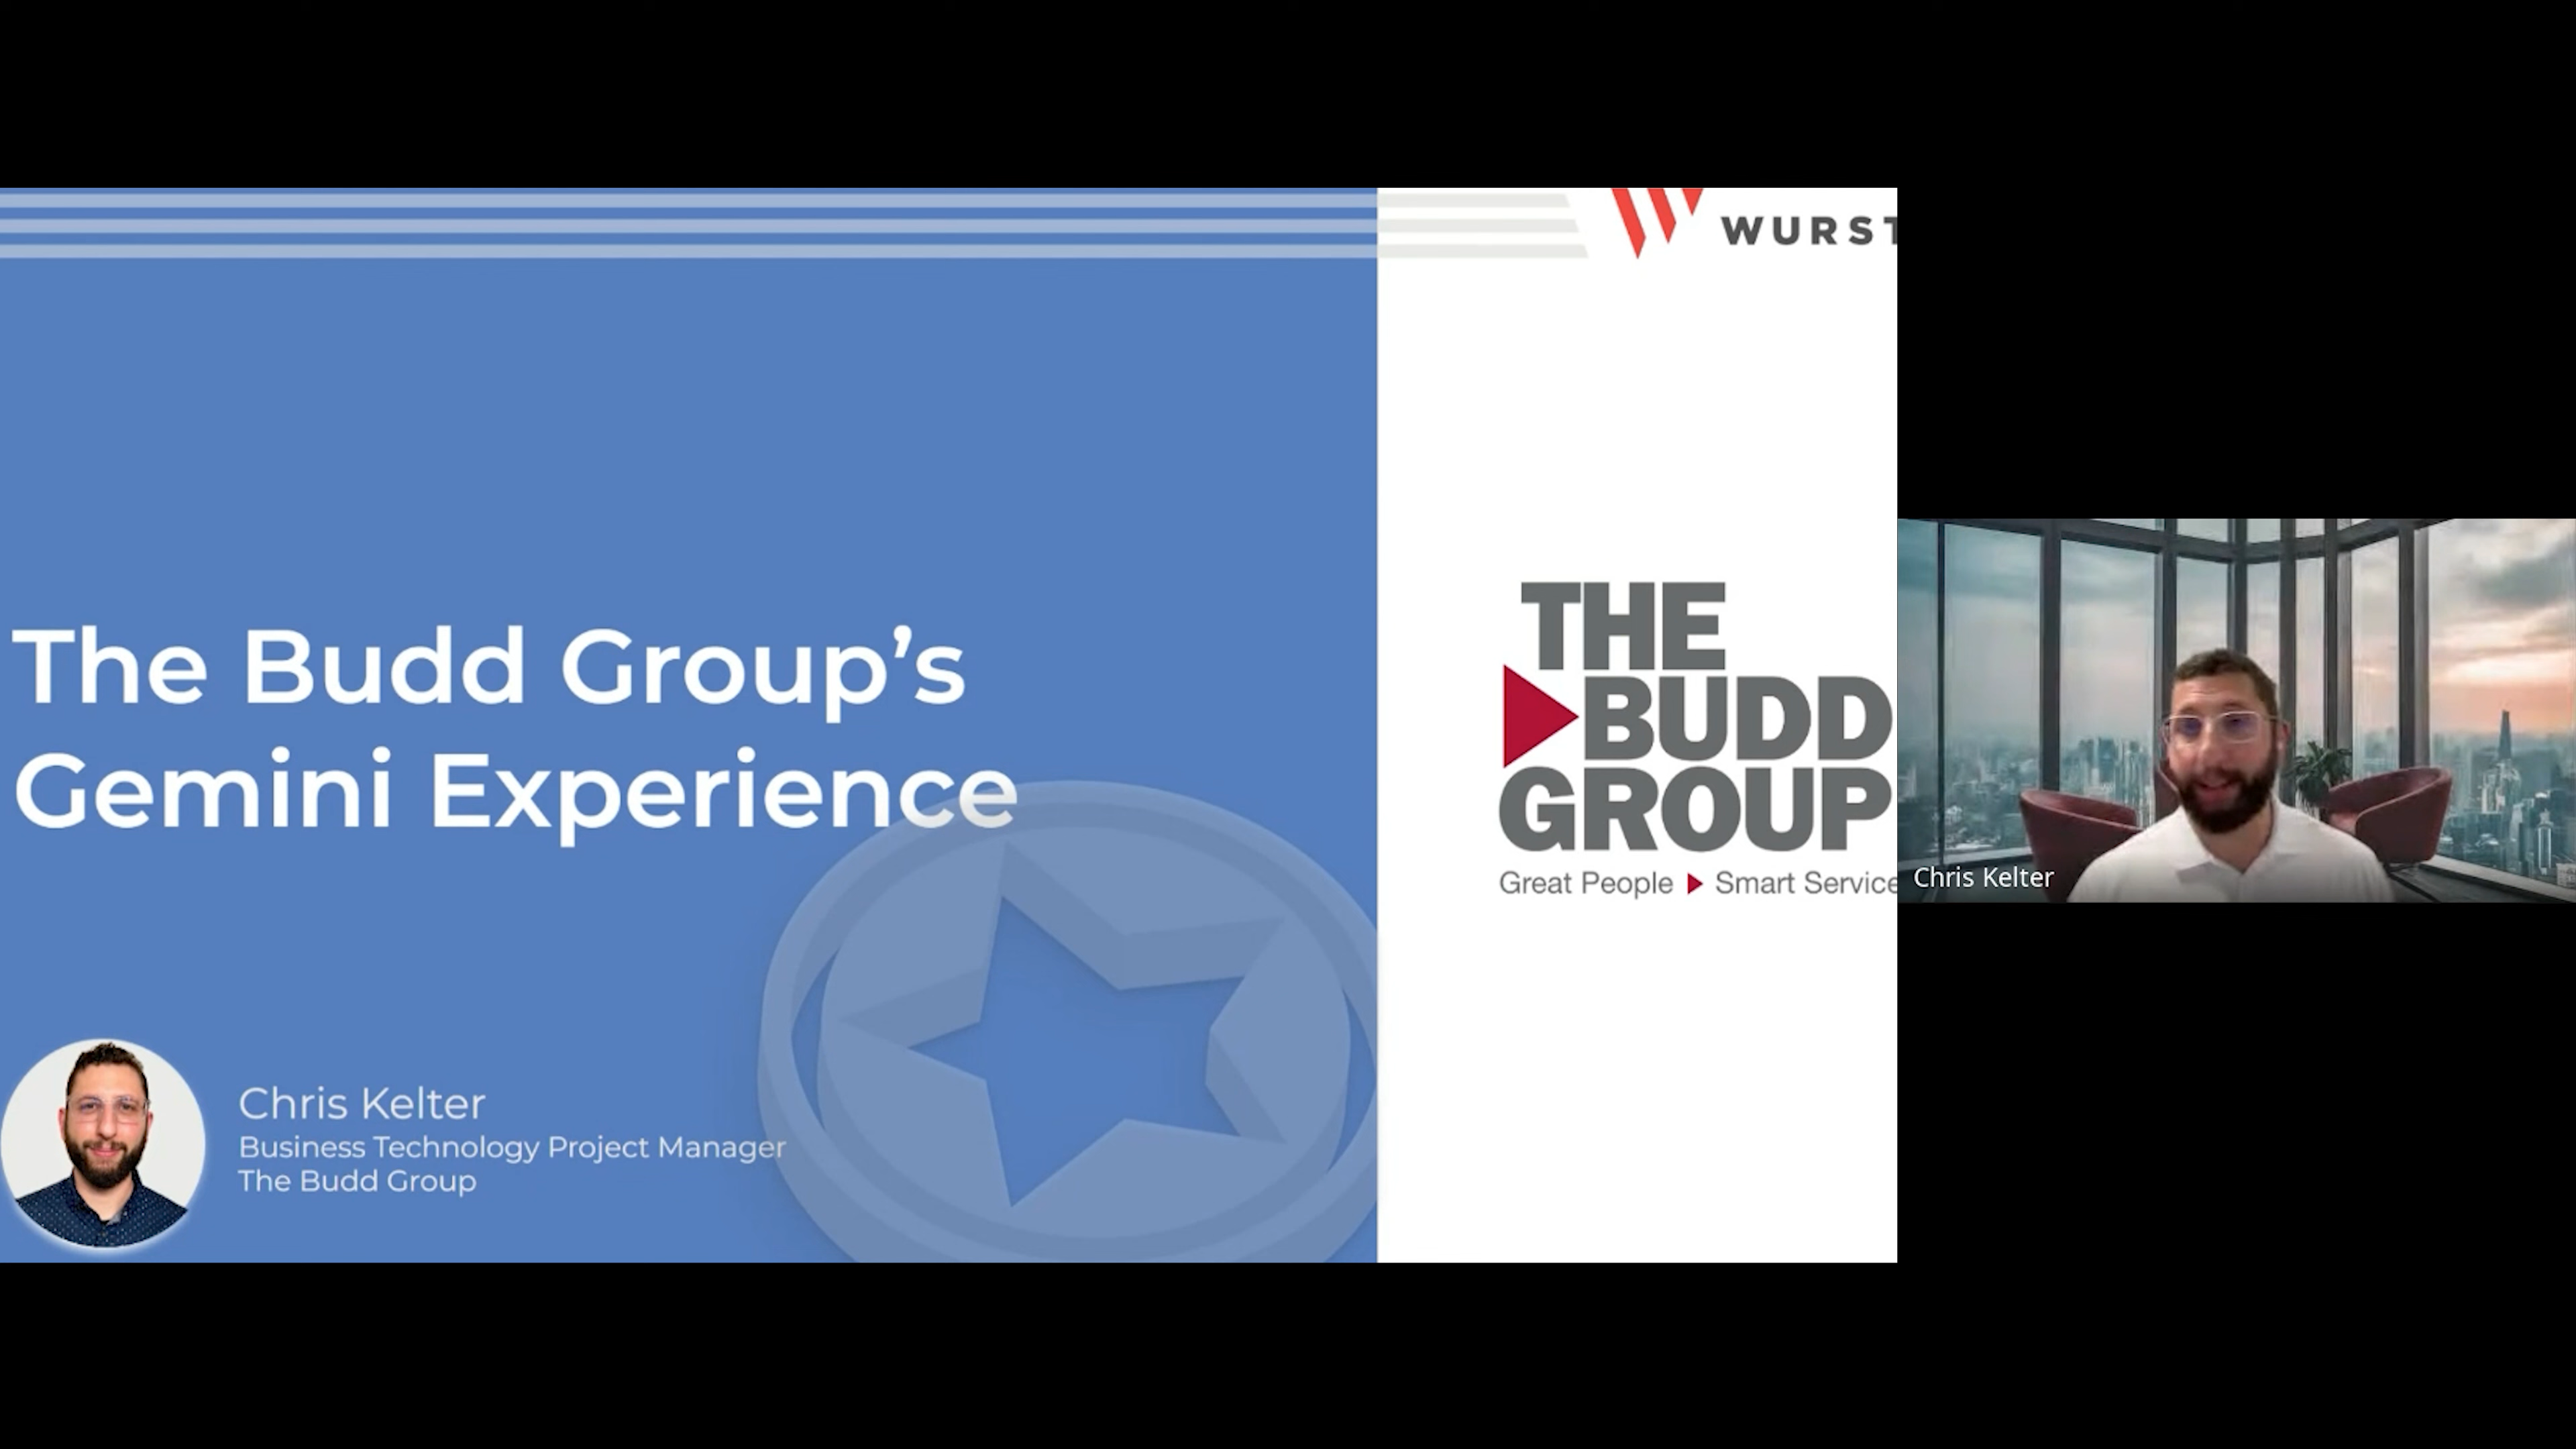 WURST
The Budd Group’s
Gemini Experience
THE
BUDD
GROUP
Great People
Smart Service
Chris Kelter
Chris Kelter
Business Technology Project Manager
The Budd Group